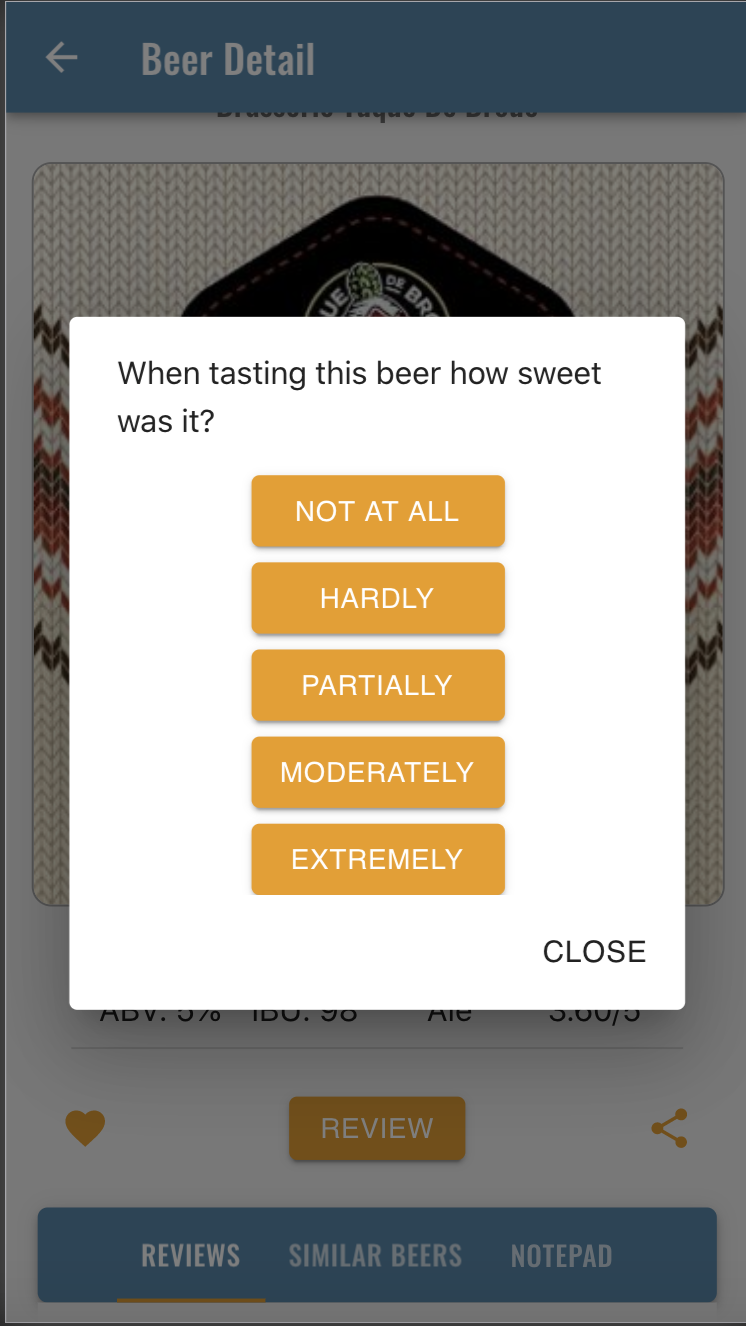 Beer Detail
When tasting this beer how sweet
was it?
NOT AT ALL
HARDLY
PARTIALLY
MODERATELY
EXTREMELY
CLOSE
ABV: 5% IBU: 98 Ale 3.60/5
REVIEW
REVIEWS SIMILAR BEERS NOTEPAD